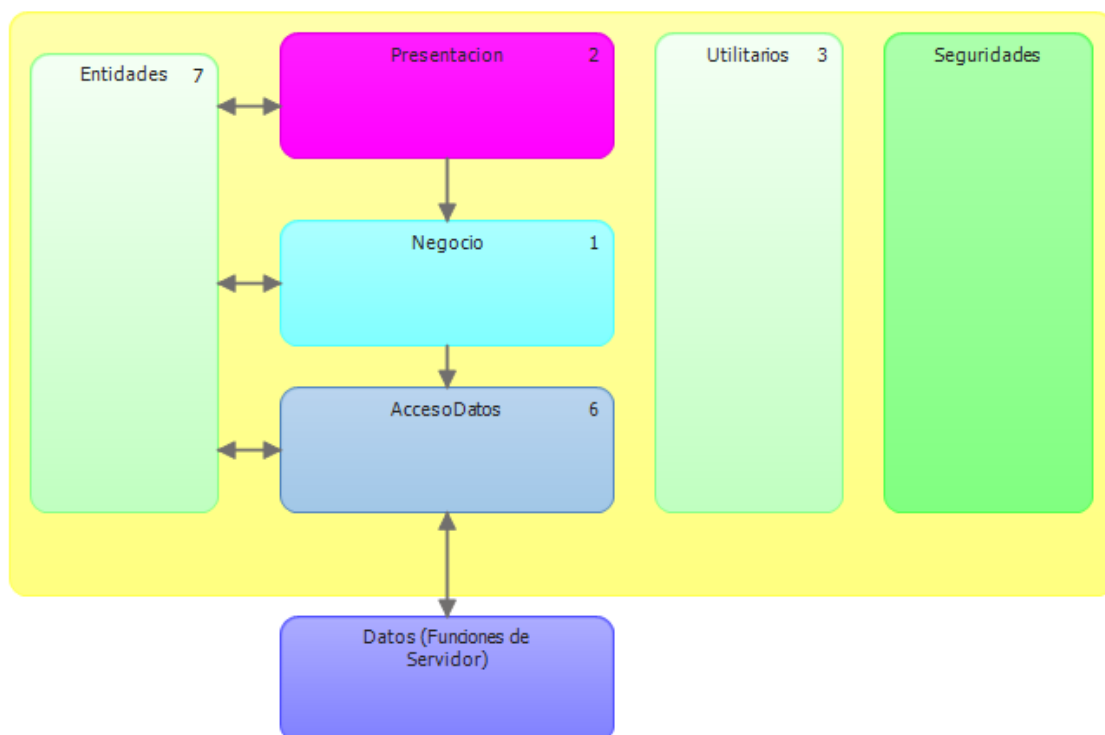 Presentacion 2
Utilitarios 3
Seguridades
Entidades 7
Negocio 1
AccesoDatos 6
Datos (Funciones de
Servidor)